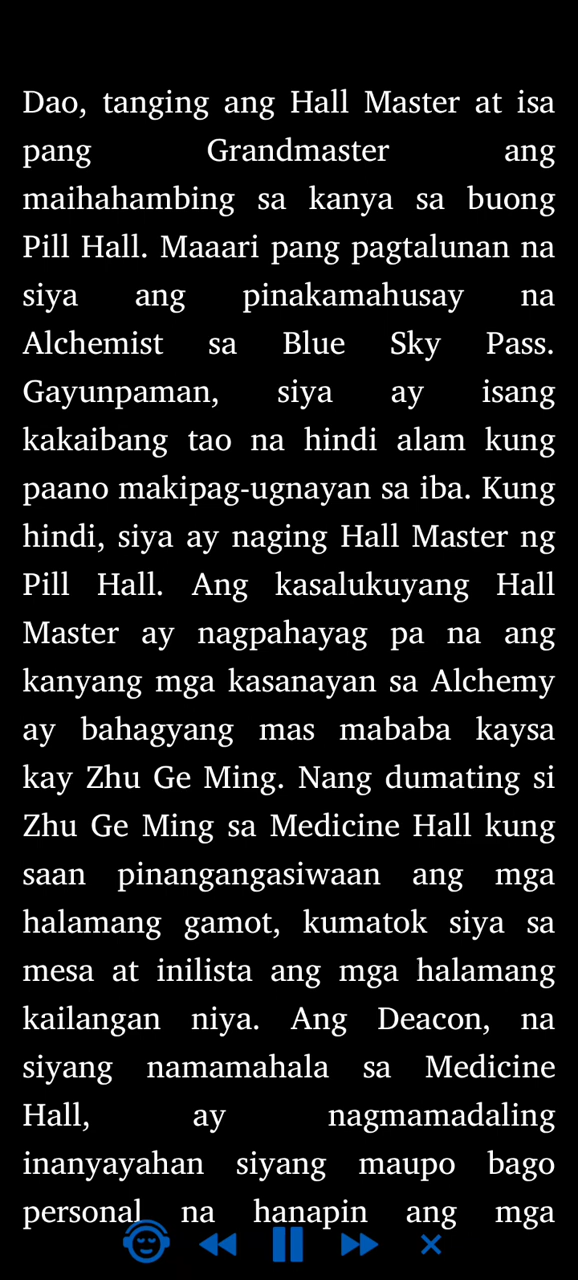 Dao, tanging ang Hall Master at isa
pang Grandmaster ang
maihahambing sa kanya sa buong
Pill Hall. Maaari pang pagtalunan na
siya ang pinakamahusay na
Alchemist sa Blue Sky Pass.
Gayunpaman, siya ay isang
kakaibang tao na hindi alam kung
paano makipag-ugnayan sa iba. Kung
hindi, siya ay naging Hall Master ng
Pill Hall. Ang kasalukuyang Hall
Master ay nagpahayag pa na ang
kanyang mga kasanayan sa Alchemy
ay bahagyang mas mababa kaysa
kay Zhu Ge Ming. Nang dumating si
Zhu Ge Ming sa Medicine Hall kung
saan pinangangasiwaan ang mga
halamang gamot, kumatok siya sa
mesa at inilista ang mga halamang
kailangan niya. Ang Deacon, na
siyang namamahala sa Medicine
Hall, ay nagmamadaling
inanyayahan siyang maupo bago
personal na hanapin ang mga